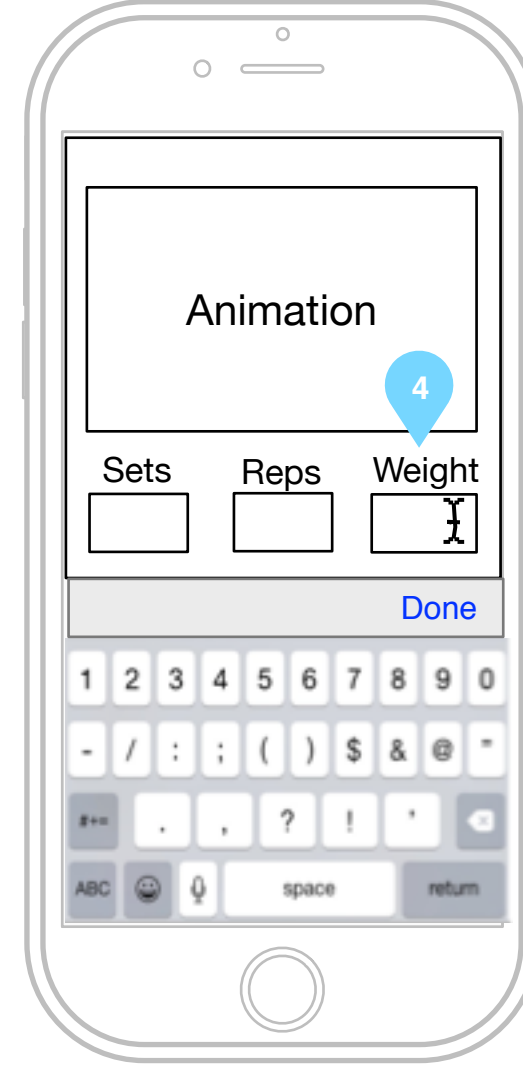 Animation
4
Sets Reps Weight
Done
1 2 3 4 5 6 7 8 9 0
- / : ; ( ) $ & @ "
#+= . , ? ! '
ABC space return